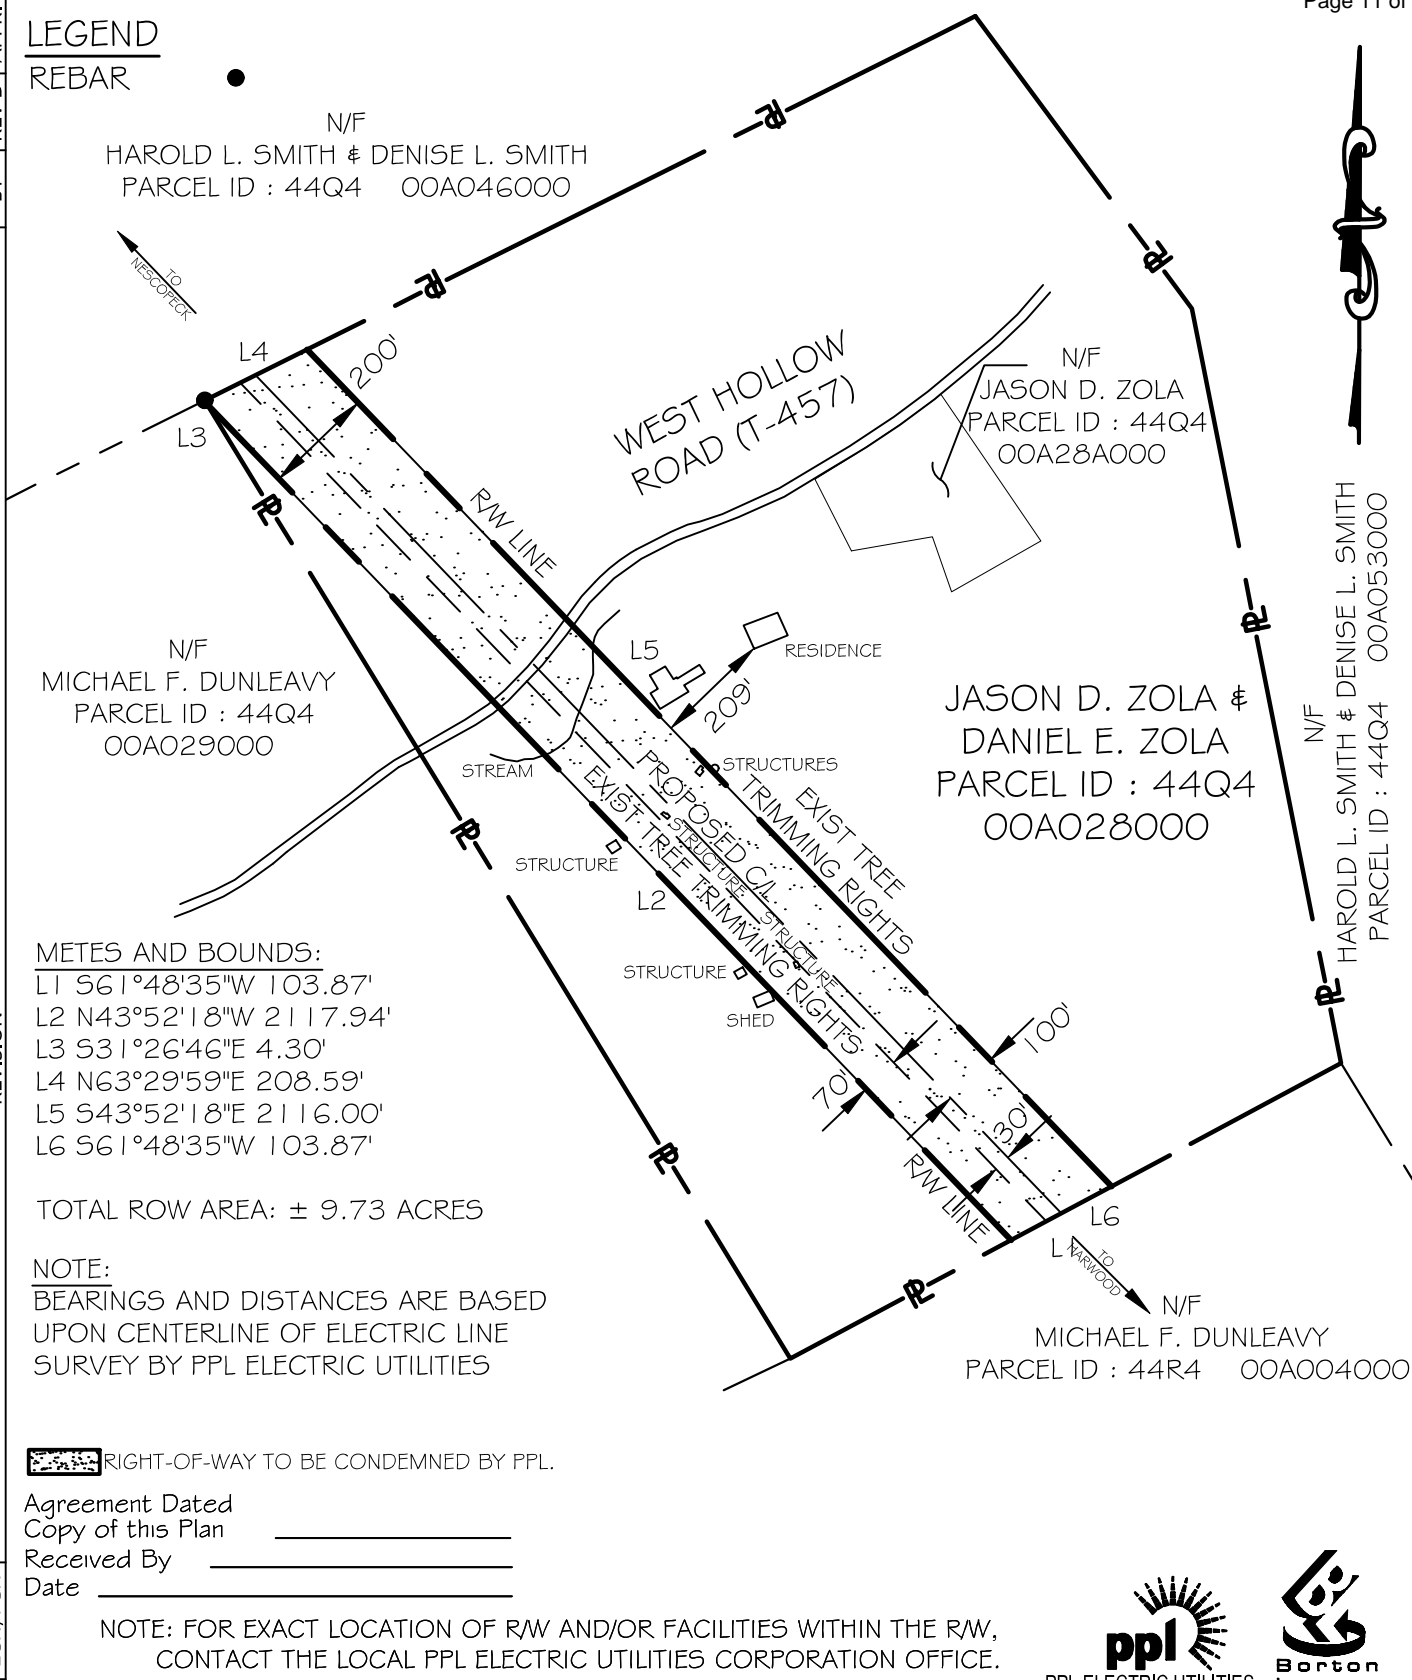 Page 11 of
LEGEND
REBAR
N/F
HAROLD L. SMITH & DENISE L. SMITH
PARCEL ID : 44Q4 00A046000
TO
NESCOPECK
L4
200'
L3
WEST HOLLOW
ROAD (T-457)
N/F
JASON D. ZOLA
PARCEL ID : 44Q4
00A28A000
R/W LINE
N/F
HAROLD L. SMITH & DENISE L. SMITH
PARCEL ID : 44Q4 00A053000
N/F
MICHAEL F. DUNLEAVY
PARCEL ID : 44Q4
00A029000
L5
RESIDENCE
209'
JASON D. ZOLA &
DANIEL E. ZOLA
PARCEL ID : 44Q4
00A028000
STREAM
STRUCTURES
PROPOSED C/L
EXIST TREE
TRIMMING RIGHTS
EXIST TREE TRIMMING RIGHTS
STRUCTURE
STRUCTURE
STRUCTURE
L2
STRUCTURE
SHED
METES AND BOUNDS:
L1 S61°48'35"W 103.87'
L2 N43°52'18"W 2117.94'
L3 S31°26'46"E 4.30'
L4 N63°29'59"E 208.59'
L5 S43°52'18"E 2116.00'
L6 S61°48'35"W 103.87'
100'
70'
30'
R/W LINE
L6
TO
HARWOOD
TOTAL ROW AREA: ± 9.73 ACRES
NOTE:
BEARINGS AND DISTANCES ARE BASED
UPON CENTERLINE OF ELECTRIC LINE
SURVEY BY PPL ELECTRIC UTILITIES
N/F
MICHAEL F. DUNLEAVY
PARCEL ID : 44R4 00A004000
RIGHT-OF-WAY TO BE CONDEMNED BY PPL.
Agreement Dated
Copy of this Plan
Received By
Date
NOTE: FOR EXACT LOCATION OF R/W AND/OR FACILITIES WITHIN THE R/W,
CONTACT THE LOCAL PPL ELECTRIC UTILITIES CORPORATION OFFICE.
ppl
PPL ELECTRIC UTILITIES
Borton